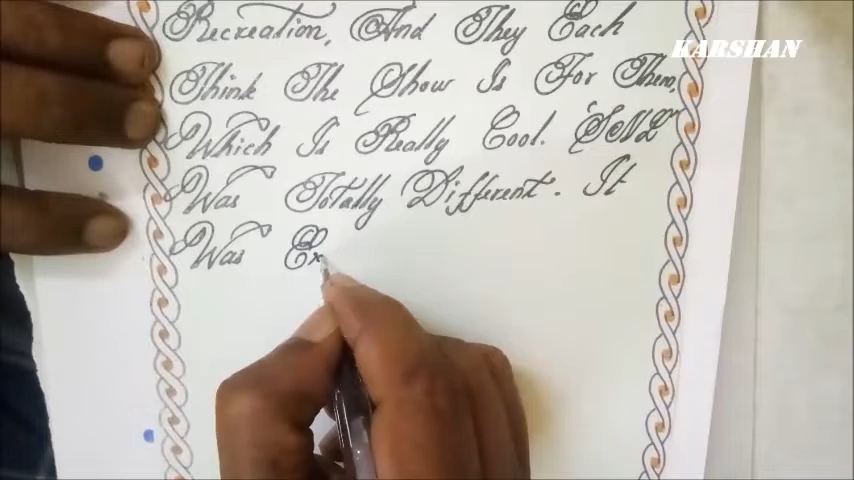 KARSHAN
Recreation, And They Each
Think The Show Is For Them,
Which Is Really Cool. 'SNL'
Was Totally Different. It
Was Ex